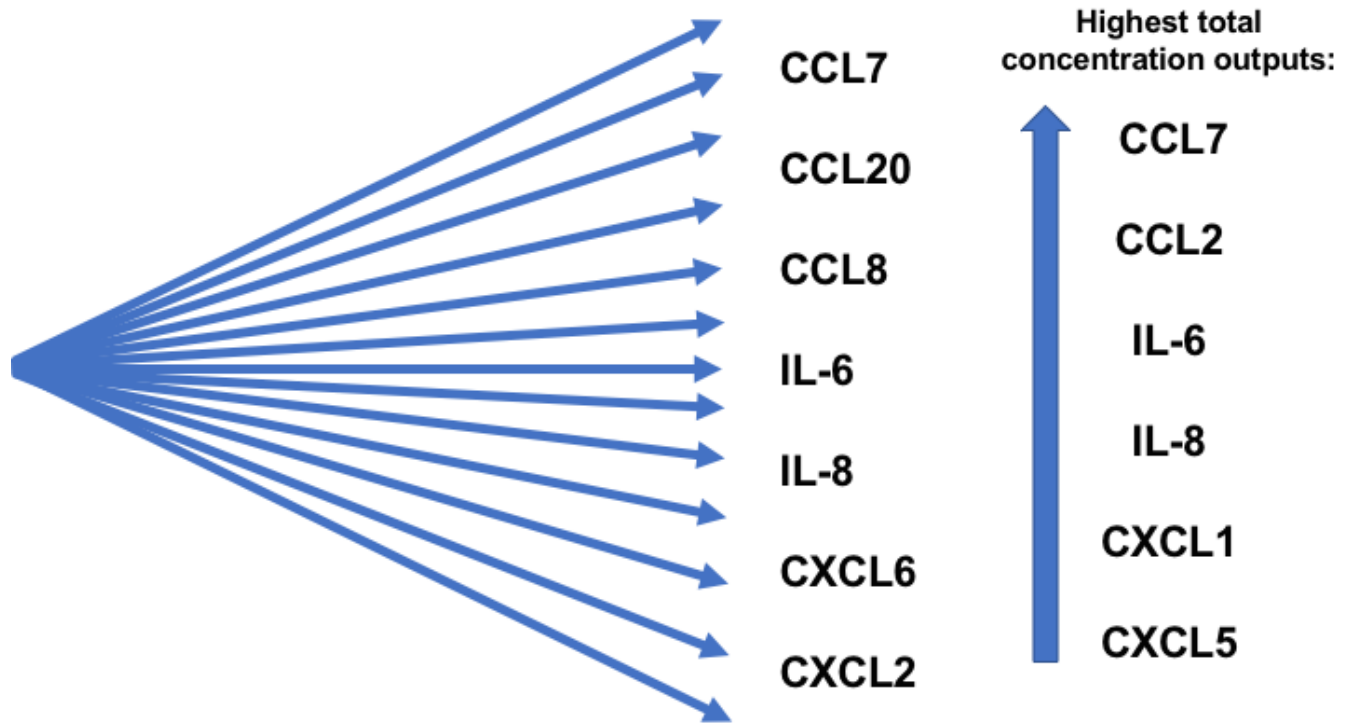 CCL7
CCL20
CCL8
IL-6
IL-8
CXCL6
CXCL2
Highest total
concentration outputs:
CCL7
CCL2
IL-6
IL-8
CXCL1
CXCL5